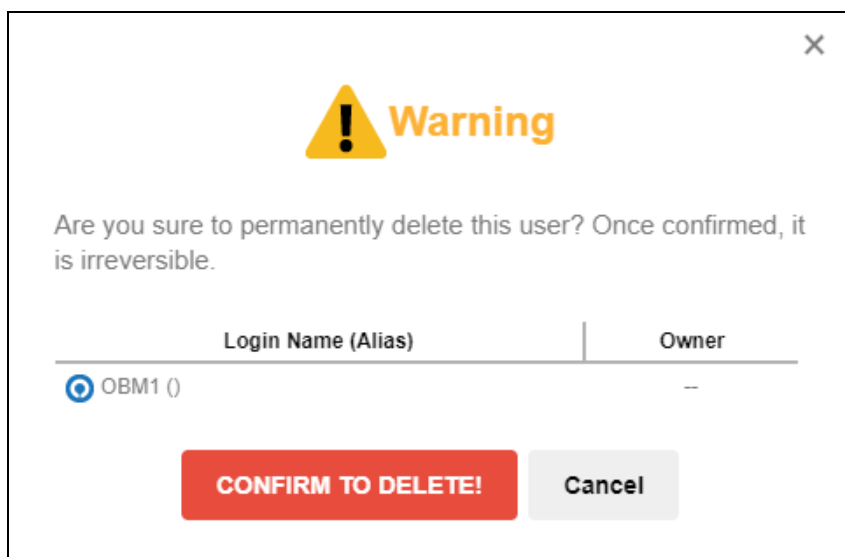 ×
Warning
Are you sure to permanently delete this user? Once confirmed, it
is irreversible.
Login Name (Alias) Owner
OBM1 () --
CONFIRM TO DELETE! Cancel